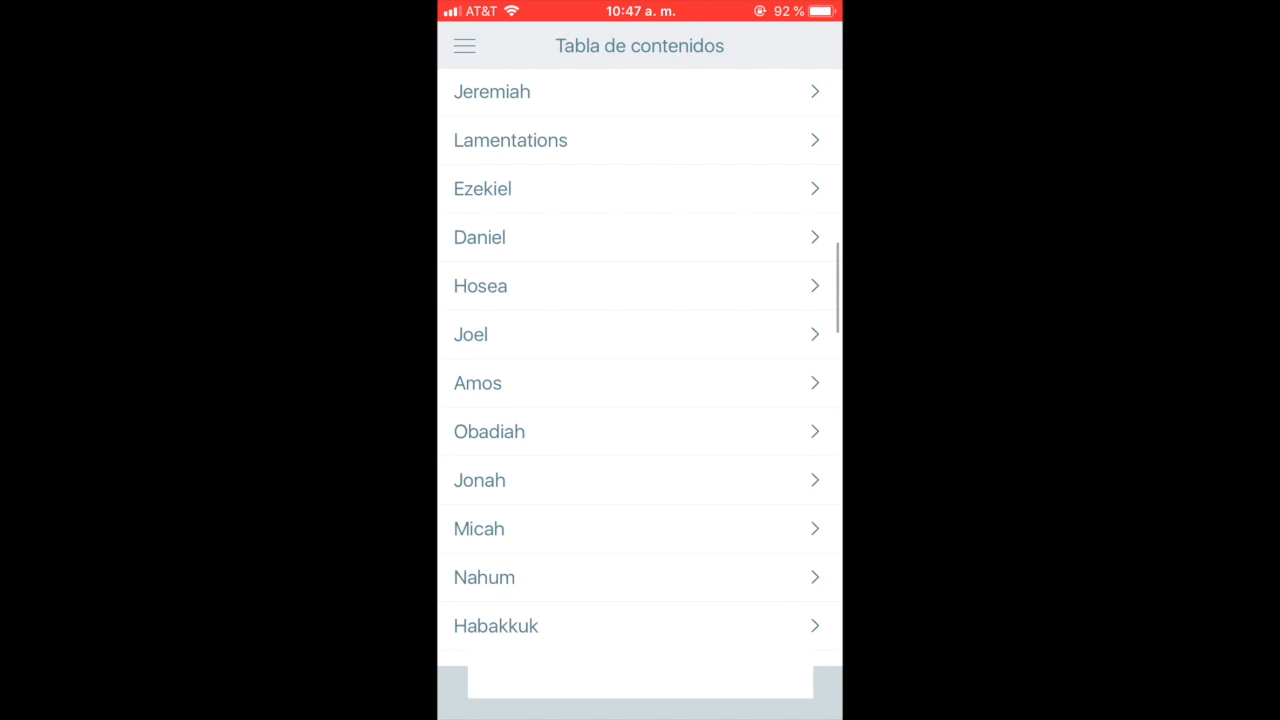 AT&T 10:47 a. m. 92 %
Tabla de contenidos
Jeremiah
Lamentations
Ezekiel
Daniel
Hosea
Joel
Amos
Obadiah
Jonah
Micah
Nahum
Habakkuk